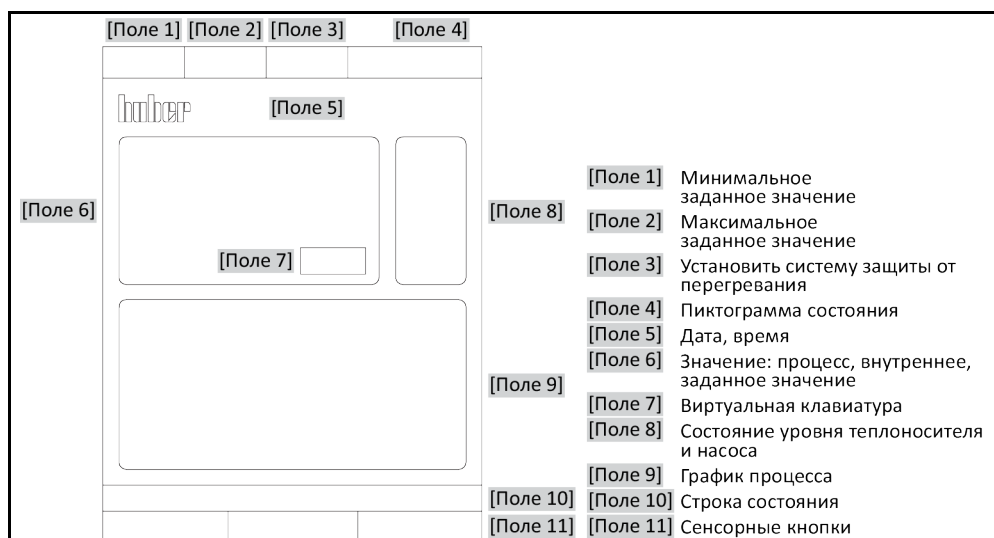 [Поле 1] [Поле 2] [Поле 3] [Поле 4]
huber [Поле 5]
[Поле 6]
[Поле 8]
[Поле 7]
[Поле 9]
[Поле 10]
[Поле 11]
[Поле 1] Минимальное
заданное значение
[Поле 2] Максимальное
заданное значение
[Поле 3] Установить систему защиты от
перегревания
[Поле 4] Пиктограмма состояния
[Поле 5] Дата, время
[Поле 6] Значение: процесс, внутреннее,
заданное значение
[Поле 7] Виртуальная клавиатура
[Поле 8] Состояние уровня теплоносителя
и насоса
[Поле 9] График процесса
[Поле 10] Строка состояния
[Поле 11] Сенсорные кнопки